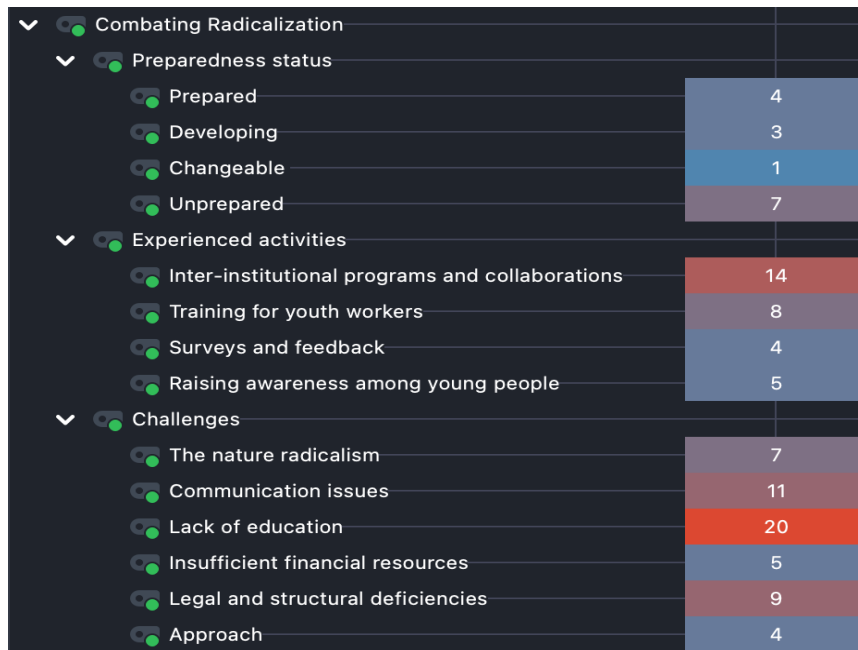 Combating Radicalization
Preparedness status
Prepared 4
Developing 3
Changeable 1
Unprepared 7
Experienced activities
Inter-institutional programs and collaborations 14
Training for youth workers 8
Surveys and feedback 4
Raising awareness among young people 5
Challenges
The nature radicalism 7
Communication issues 11
Lack of education 20
Insufficient financial resources 5
Legal and structural deficiencies 9
Approach 4